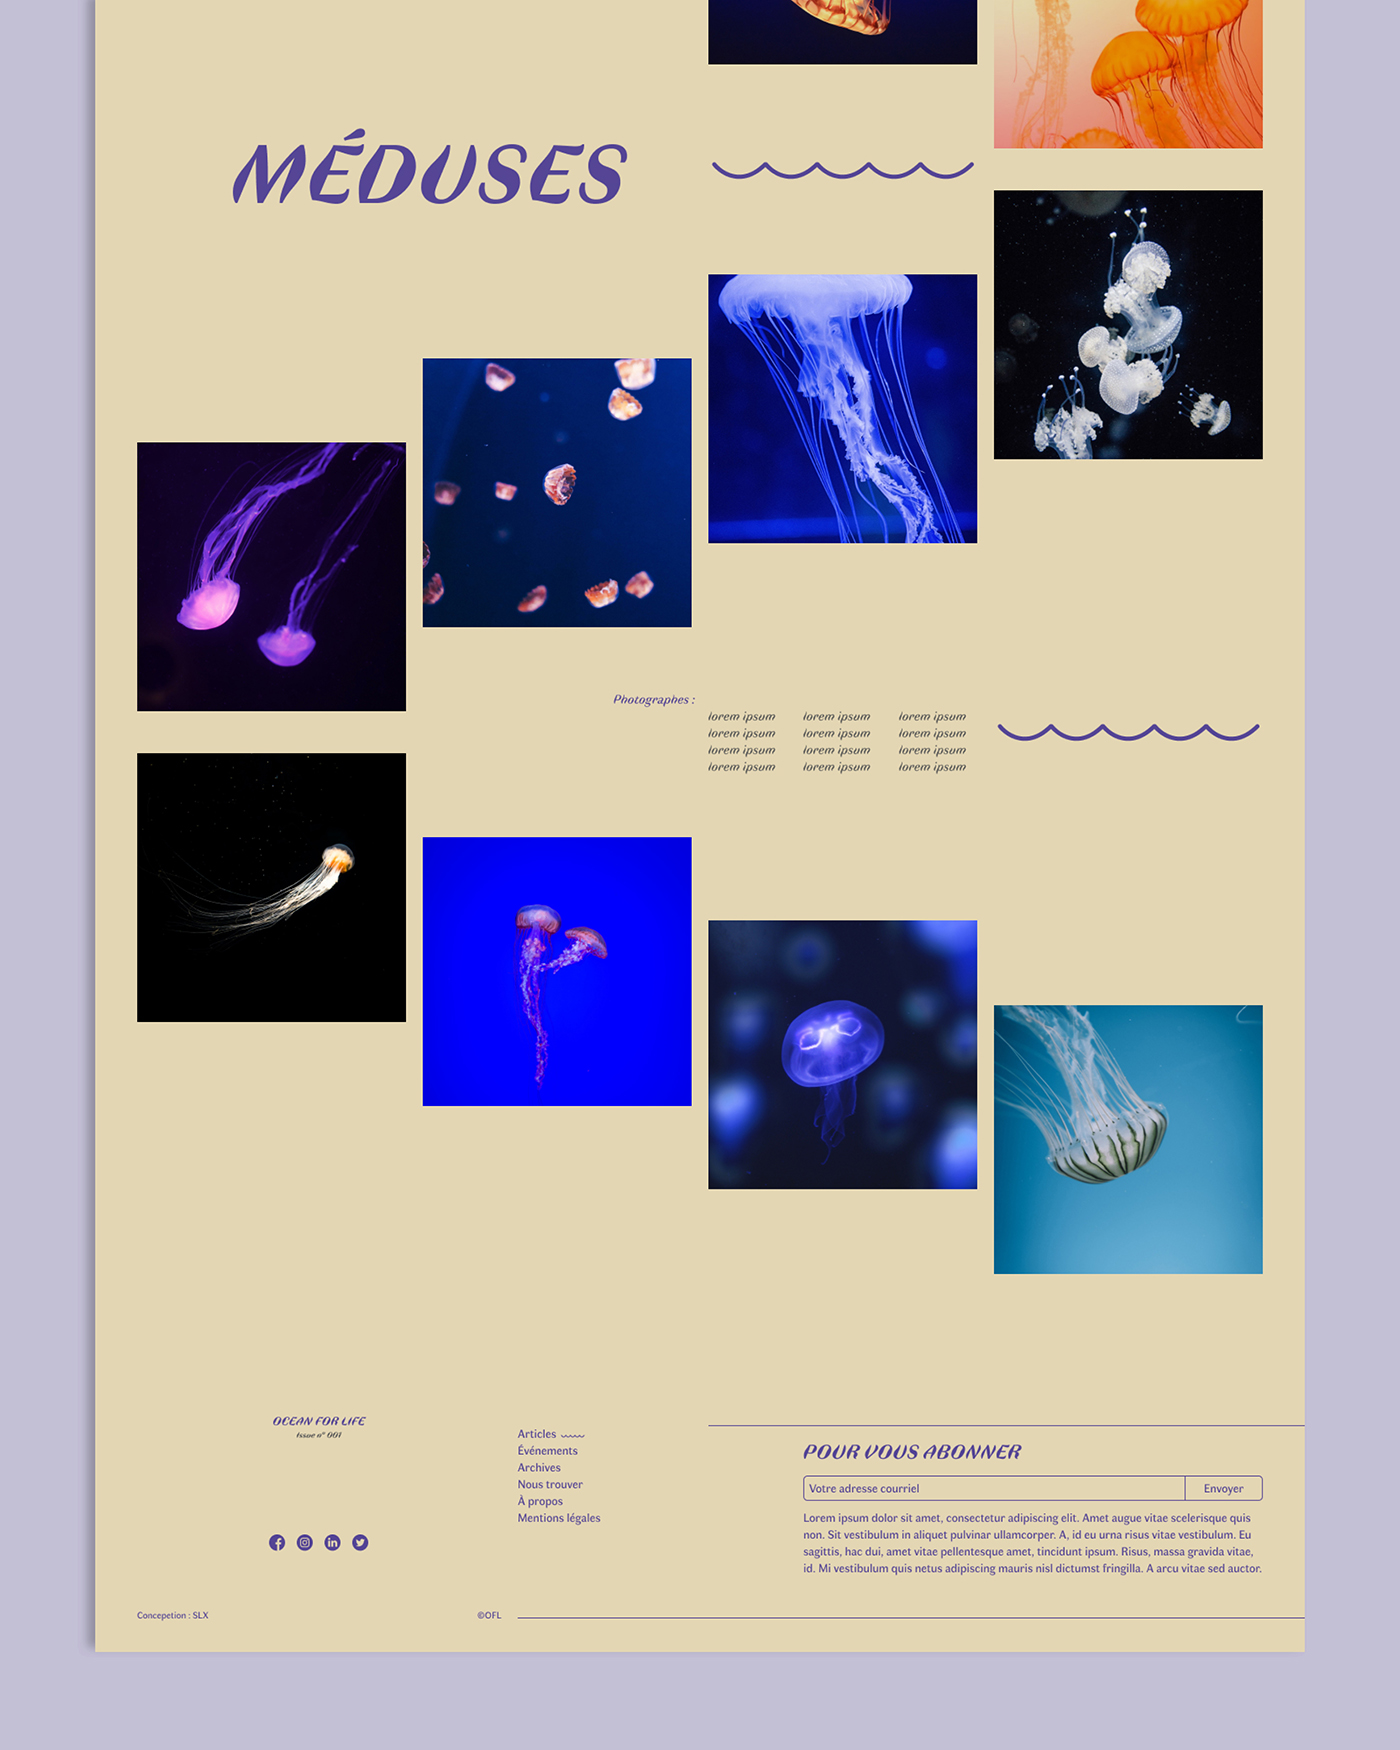 MÉDUSES
Photographes :
lorem ipsum lorem ipsum lorem ipsum
lorem ipsum lorem ipsum lorem ipsum
lorem ipsum lorem ipsum lorem ipsum
lorem ipsum lorem ipsum lorem ipsum
OCEAN FOR LIFE
Issue n° 001
Articles
Événements
Archives
Nous trouver
À propos
Mentions légales
POUR VOUS ABONNER
Votre adresse courriel Envoyer
Lorem ipsum dolor sit amet, consectetur adipiscing elit. Amet augue vitae scelerisque quis
non. Sit vestibulum in aliquet pulvinar ullamcorper. A, id eu urna risus vitae vestibulum. Eu
sagittis, hac dui, amet vitae pellentesque amet, tincidunt ipsum. Risus, massa gravida vitae,
id. Mi vestibulum quis netus adipiscing mauris nisl dictumst fringilla. A arcu vitae sed auctor.
Concepetion : SLX
©OFL